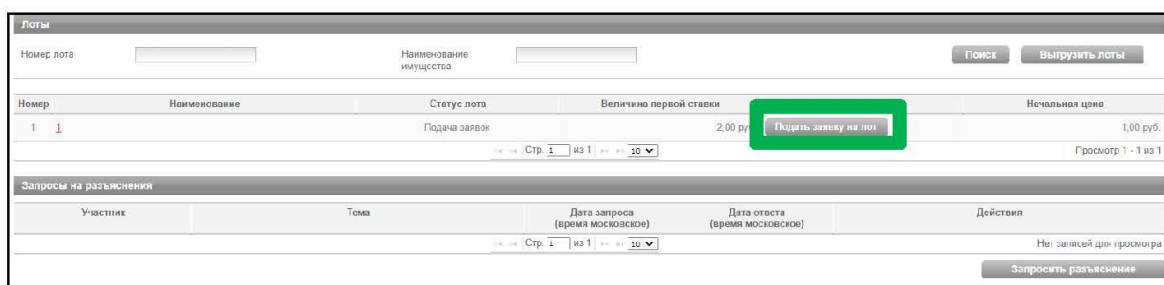 Лоты
Номер лота
Наименование имущества
Поиск
Выгрузить лоты
Номер Наименование Статус лота Величина первой ставки Начальная цена
1 1 Подача заявок 2,00 ру Подать заявку на лот 1,00 руб.
Стр. 1 из 1 10 Просмотр 1 - 1 из 1
Запросы на разъяснения
Участник Тема Дата запроса (время московское) Дата ответа (время московское) Действия
Стр. 1 из 1 10 Нет записей для просмотра
Запросить разъяснение